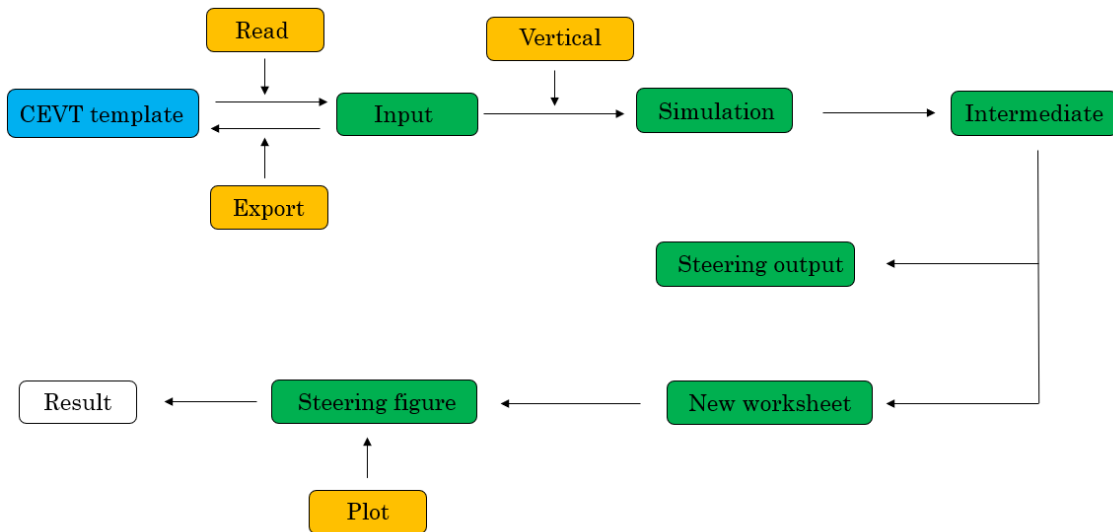 Read
Vertical
CEVT template
Input
Simulation
Intermediate
Export
Steering output
Result
Steering figure
New worksheet
Plot